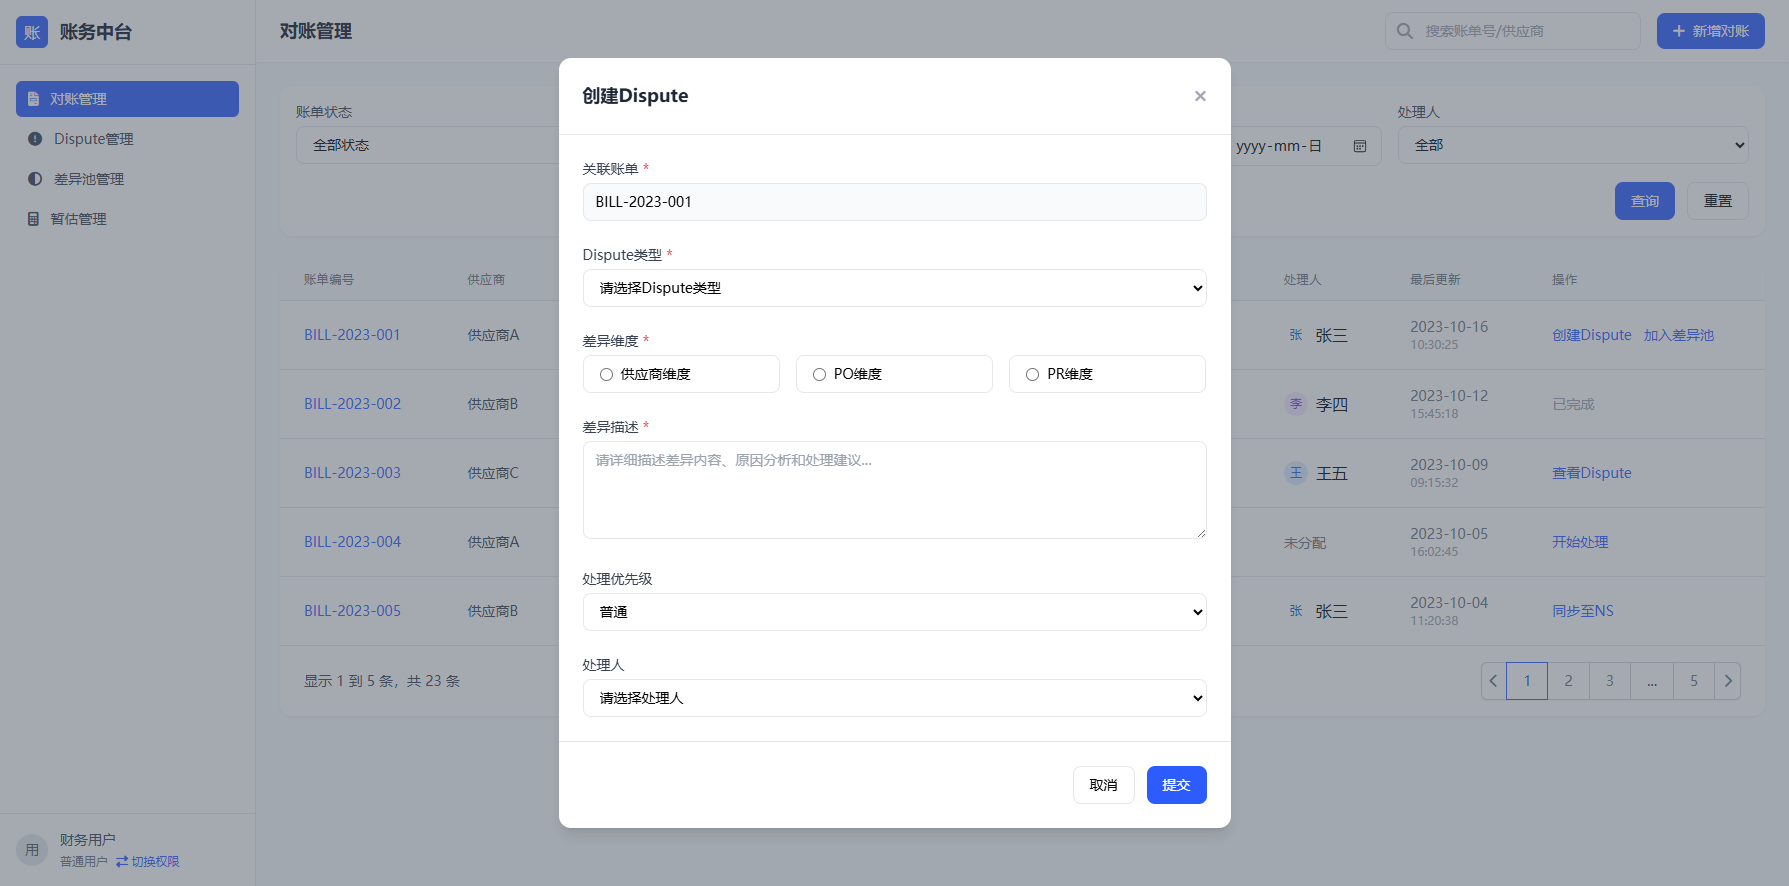 账 账务中台
对账管理
Dispute管理
差异池管理
暂估管理
用 财务用户
普通用户 切换权限
对账管理
搜索账单号/供应商
+ 新增对账
账单状态
全部状态
yyyy-mm-日
处理人
全部
查询 重置
账单编号 供应商 处理人 最后更新 操作
BILL-2023-001 供应商A 张 张三 2023-10-16 创建Dispute 加入差异池
10:30:25
BILL-2023-002 供应商B 李 李四 2023-10-12 已完成
15:45:18
BILL-2023-003 供应商C 王 王五 2023-10-09 查看Dispute
09:15:32
BILL-2023-004 供应商A 未分配 2023-10-05 开始处理
16:02:45
BILL-2023-005 供应商B 张 张三 2023-10-04 同步至NS
11:20:38
显示 1 到 5 条，共 23 条
1 2 3 ... 5
创建Dispute
关联账单 *
BILL-2023-001
Dispute类型 *
请选择Dispute类型
差异维度 *
供应商维度 PO维度 PR维度
差异描述 *
请详细描述差异内容、原因分析和处理建议...
处理优先级
普通
处理人
请选择处理人
取消 提交